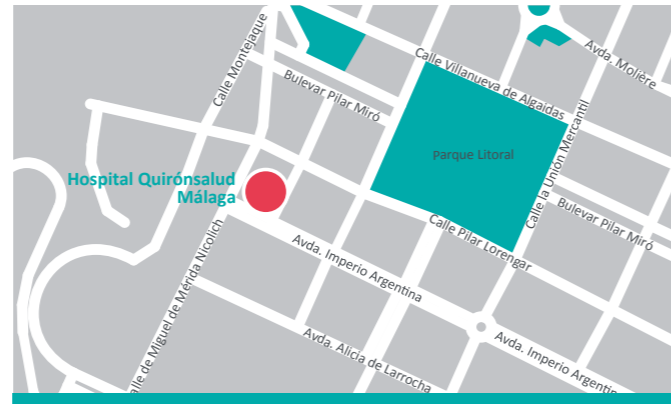 Calle Montejaque
Calle Villanueva de Algaidas
Avda. Molière
Bulevar Pilar Miró
Parque Litoral
Calle la Unión Mercantil
Hospital Quirónsalud
Málaga
Bulevar Pilar Miró
Calle Pilar Lorengar
Avda. Imperio Argentina
alle de Miguel de Mérida Nicolich
Avda. Alicia de Larrocha
Avda. Imperio Argentin